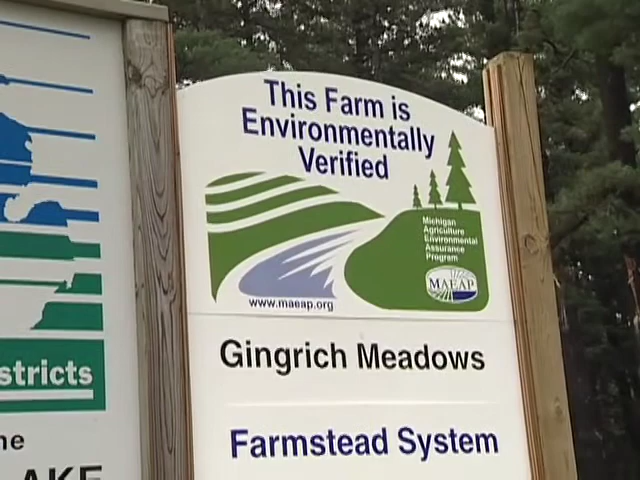 This Farm is
Environmentally
Verified
Michigan
Agriculture
Environmental
Assurance
Program
MAEAP
www.maeap.org
Gingrich Meadows
Farmstead System
stricts
he
AKE